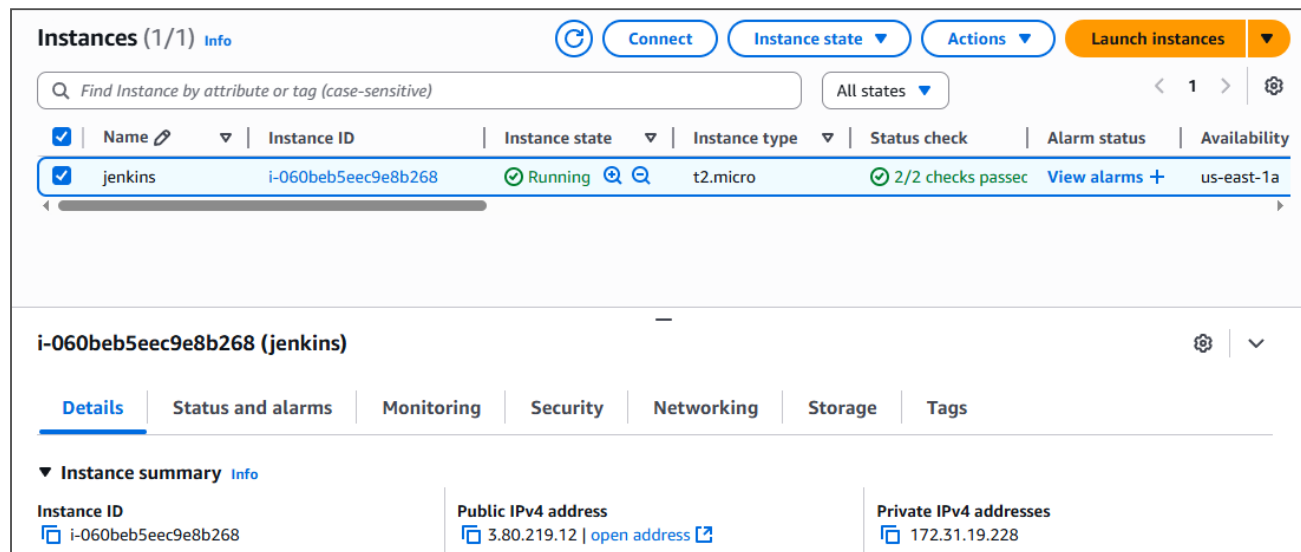 Instances (1/1) Info Connect Instance state Actions Launch instances
Find Instance by attribute or tag (case-sensitive) All states 1
Name Instance ID Instance state Instance type Status check Alarm status Availability
jenkins i-060beb5eec9e8b268 Running t2.micro 2/2 checks passec View alarms + us-east-1a
i-060beb5eec9e8b268 (jenkins)
Details Status and alarms Monitoring Security Networking Storage Tags
Instance summary Info
Instance ID Public IPv4 address Private IPv4 addresses
i-060beb5eec9e8b268 3.80.219.12 | open address 172.31.19.228